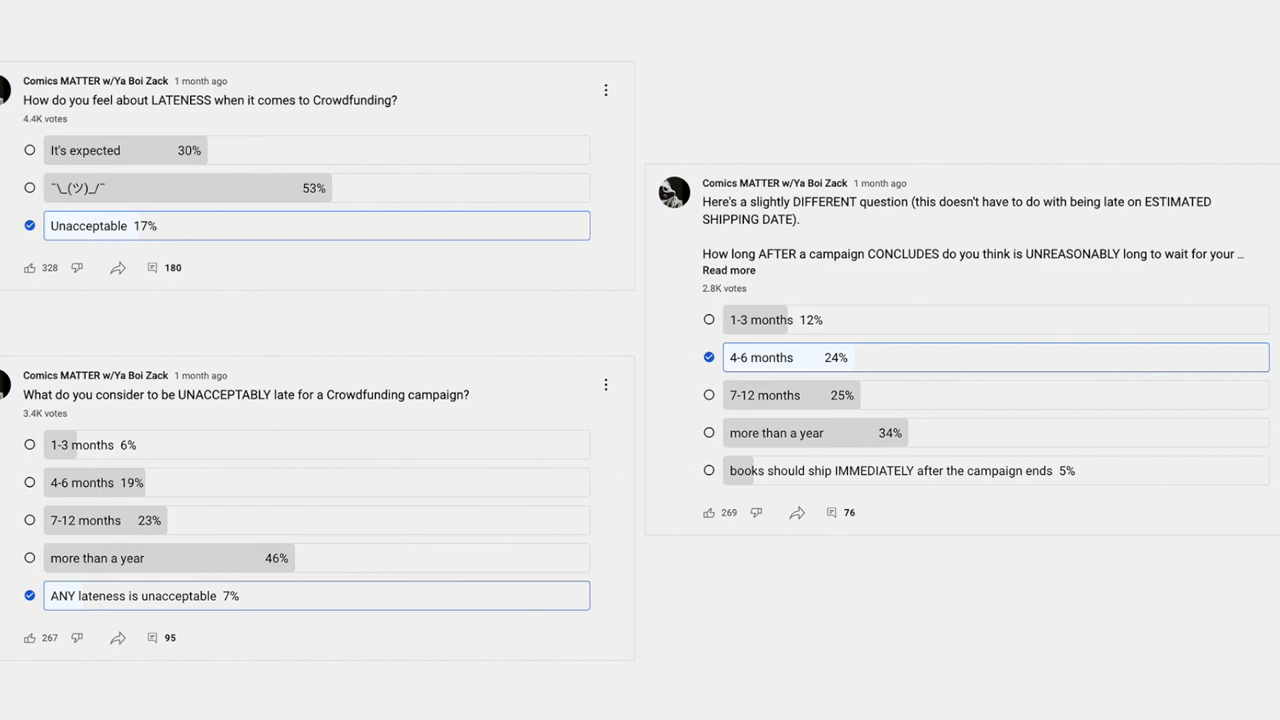 Comics MATTER w/Ya Boi Zack 1 month ago
How do you feel about LATENESS when it comes to Crowdfunding?
4.4K votes
It's expected 30%
¯\_(ツ)_/¯ 53%
Unacceptable 17%
328 180
Comics MATTER w/Ya Boi Zack 1 month ago
What do you consider to be UNACCEPTABLY late for a Crowdfunding campaign?
3.4K votes
1-3 months 6%
4-6 months 19%
7-12 months 23%
more than a year 46%
ANY lateness is unacceptable 7%
267 95
Comics MATTER w/Ya Boi Zack 1 month ago
Here's a slightly DIFFERENT question (this doesn't have to do with being late on ESTIMATED
SHIPPING DATE).
How long AFTER a campaign CONCLUDES do you think is UNREASONABLY long to wait for your ...
Read more
2.8K votes
1-3 months 12%
4-6 months 24%
7-12 months 25%
more than a year 34%
books should ship IMMEDIATELY after the campaign ends 5%
269 76